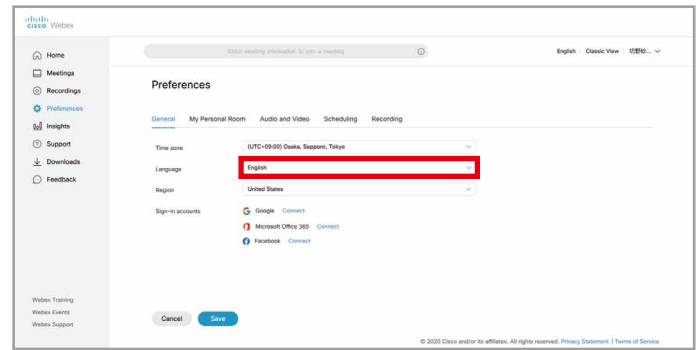 cisco Webex
Enter meeting information to join a meeting
English Classic View
Home
Meetings
Recordings
Preferences
Insights
Support
Downloads
Feedback
Preferences
General My Personal Room Audio and Video Scheduling Recording
Time zone (UTC+09:00) Osaka, Sapporo, Tokyo
Language English
Region United States
Sign-in accounts Google Connect
Microsoft Office 365 Connect
Facebook Connect
Webex Training
Webex Events
Webex Support
Cancel Save
© 2020 Cisco and/or its affiliates. All rights reserved. Privacy Statement | Terms of Service